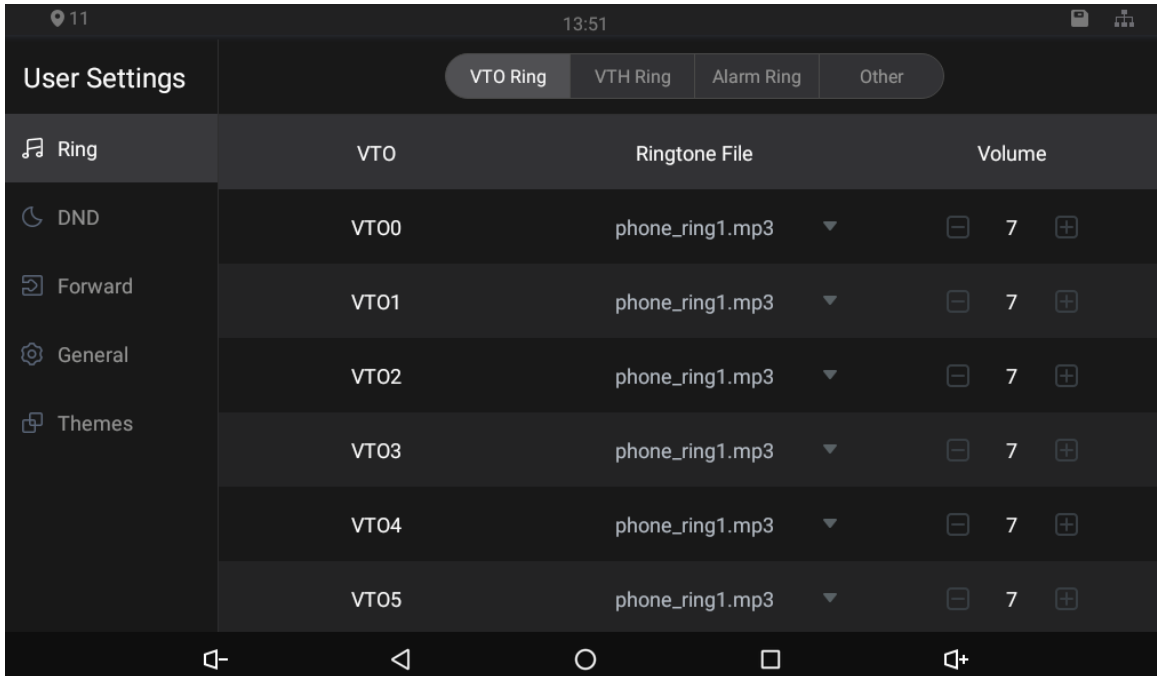 11 13:51
User Settings VTO Ring VTH Ring Alarm Ring Other
Ring VTO Ringtone File Volume
DND VTO0 phone_ring1.mp3 7
Forward VTO1 phone_ring1.mp3 7
General VTO2 phone_ring1.mp3 7
Themes VTO3 phone_ring1.mp3 7
VTO4 phone_ring1.mp3 7
VTO5 phone_ring1.mp3 7